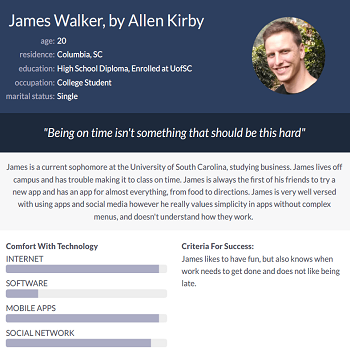 James Walker, by Allen Kirby
age: 20
residence: Columbia, SC
education: High School Diploma, Enrolled at UofSC
occupation: College Student
marital status: Single
"Being on time isn't something that should be this hard"
James is a current sophomore at the University of South Carolina, studying business. James lives off
campus and has trouble making it to class on time. James is always the first of his friends to try a
new app and has an app for almost everything, from food to directions. James is very well versed
with using apps and social media however he really values simplicity in apps without complex
menus, and doesn't understand how they work.
Comfort With Technology
INTERNET
SOFTWARE
MOBILE APPS
SOCIAL NETWORK
Criteria For Success:
James likes to have fun, but also knows when
work needs to get done and does not like being
late.